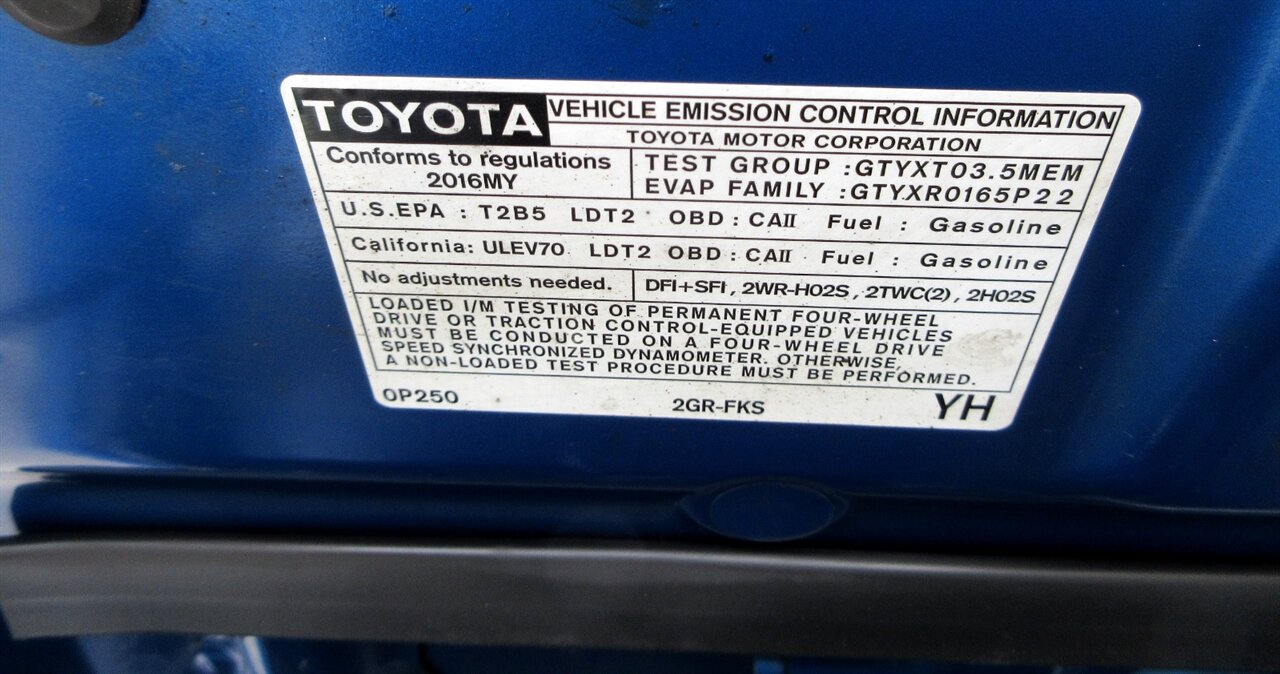 TOYOTA VEHICLE EMISSION CONTROL INFORMATION
TOYOTA MOTOR CORPORATION
Conforms to regulations
2016MY
TEST GROUP :GTYXT03.5MEM
EVAP FAMILY :GTYXR0165P22
U.S.EPA : T2B5 LDT2 OBD : CAII Fuel : Gasoline
California: ULEV70 LDT2 OBD : CAII Fuel : Gasoline
No adjustments needed. DFI+SFI, 2WR-HO2S, 2TWC(2), 2HO2S
LOADED I/M TESTING OF PERMANENT FOUR-WHEEL
DRIVE OR TRACTION CONTROL-EQUIPPED VEHICLES
MUST BE CONDUCTED ON A FOUR-WHEEL DRIVE
SPEED SYNCHRONIZED DYNAMOMETER. OTHERWISE,
A NON-LOADED TEST PROCEDURE MUST BE PERFORMED.
0P250 2GR-FKS YH